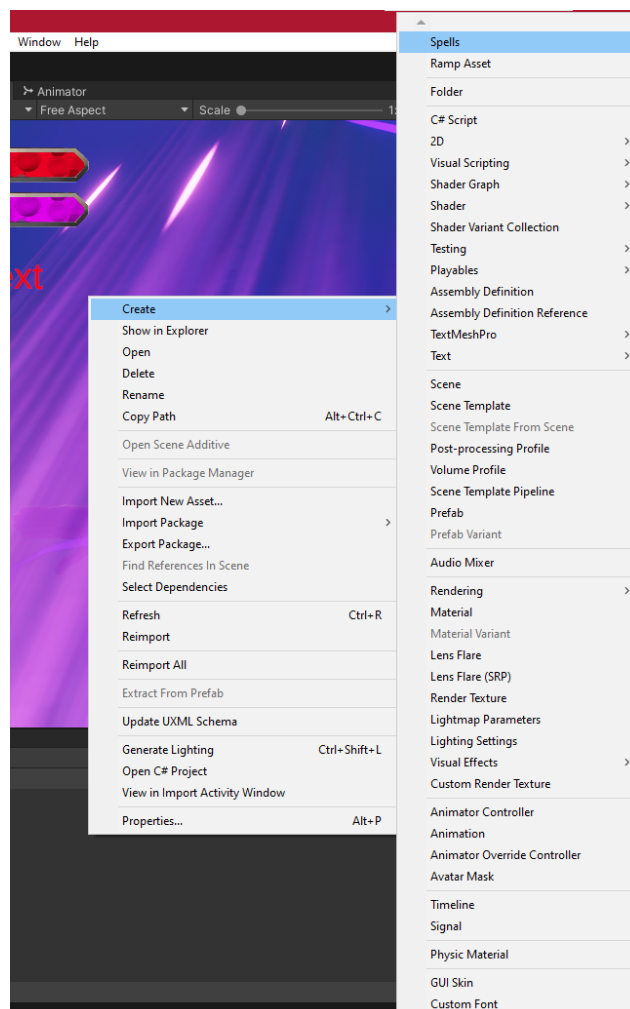 Window Help
Animator
Free Aspect Scale 1
ext
Create
Show in Explorer
Open
Delete
Rename
Copy Path Alt+Ctrl+C
Open Scene Additive
View in Package Manager
Import New Asset...
Import Package
Export Package...
Find References In Scene
Select Dependencies
Refresh Ctrl+R
Reimport
Reimport All
Extract From Prefab
Update UXML Schema
Generate Lighting Ctrl+Shift+L
Open C# Project
View in Import Activity Window
Properties... Alt+P
Spells
Ramp Asset
Folder
C# Script
2D
Visual Scripting
Shader Graph
Shader
Shader Variant Collection
Testing
Playables
Assembly Definition
Assembly Definition Reference
TextMeshPro
Text
Scene
Scene Template
Scene Template From Scene
Post-processing Profile
Volume Profile
Scene Template Pipeline
Prefab
Prefab Variant
Audio Mixer
Rendering
Material
Material Variant
Lens Flare
Lens Flare (SRP)
Render Texture
Lightmap Parameters
Lighting Settings
Visual Effects
Custom Render Texture
Animator Controller
Animation
Animator Override Controller
Avatar Mask
Timeline
Signal
Physic Material
GUI Skin
Custom Font